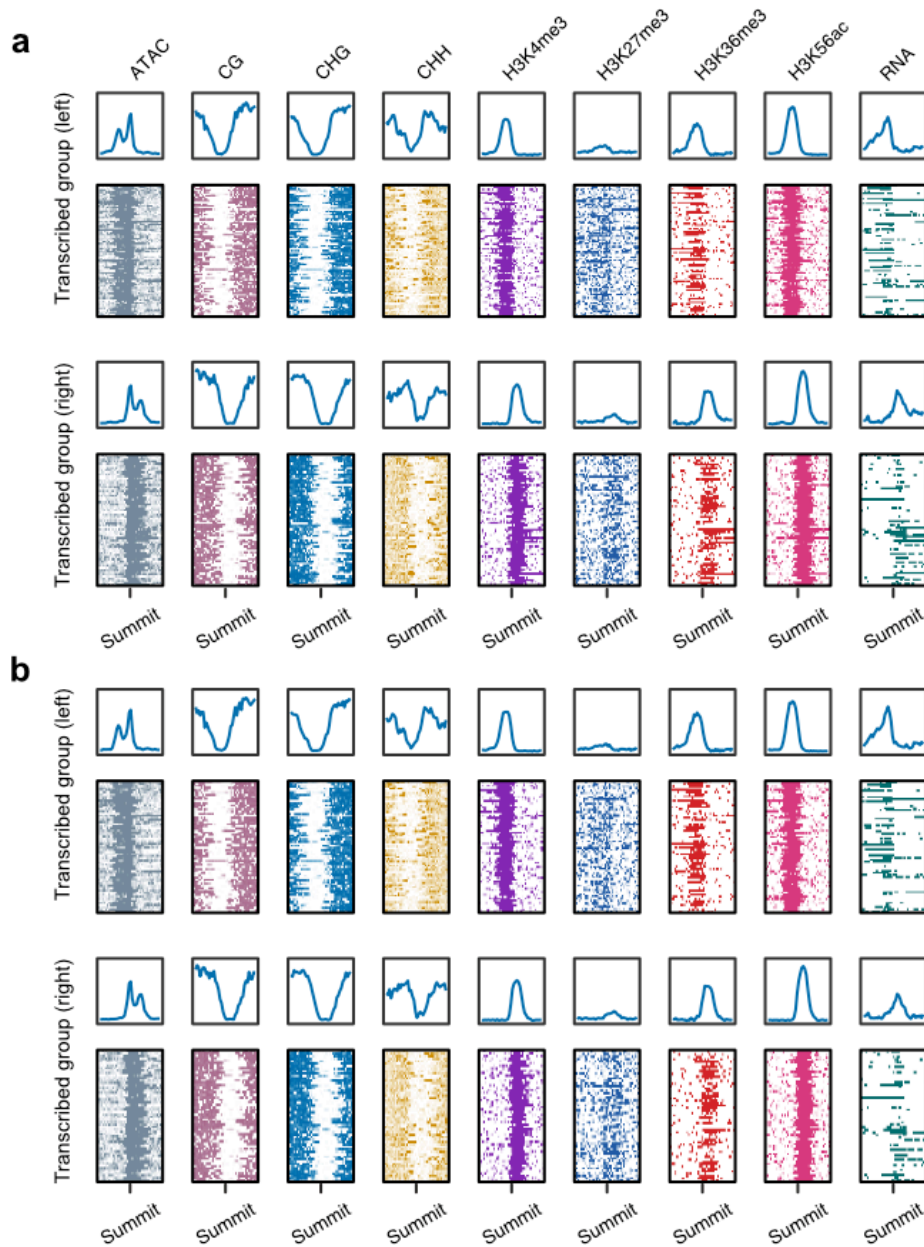 a
ATAC CG CHG CHH H3K4me3 H3K27me3 H3K36me3 H3K56ac RNA
Transcribed group (left)
Transcribed group (right)
Summit Summit Summit Summit Summit Summit Summit Summit Summit
b
Transcribed group (left)
Transcribed group (right)
Summit Summit Summit Summit Summit Summit Summit Summit Summit